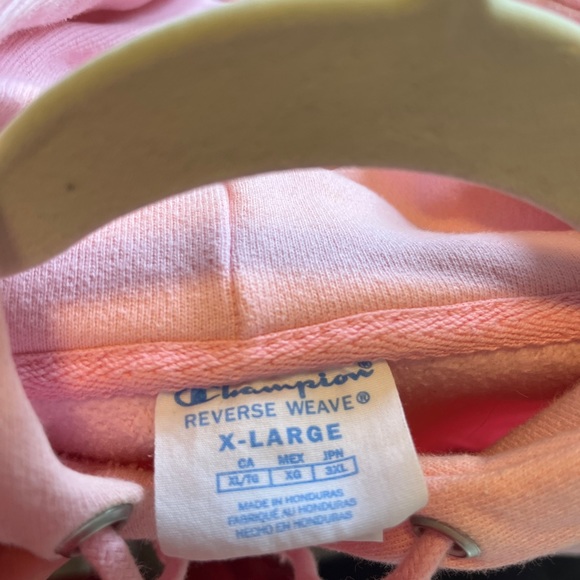 Champion®
REVERSE WEAVE®
X-LARGE
CA MEX JPN
XL/TG XG 3XL
MADE IN HONDURAS
FABRIQUÉ AU HONDURAS
HECHO EN HONDURAS